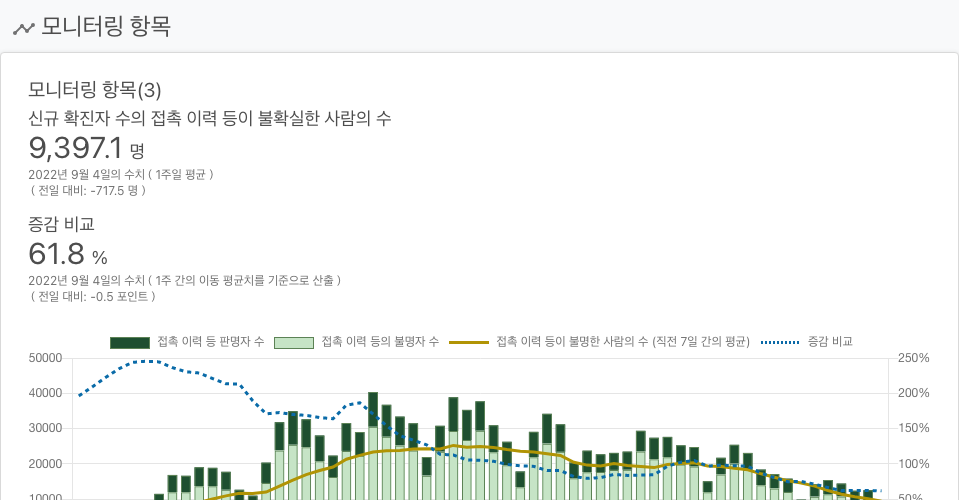 모니터링 항목
모니터링 항목(3)
신규 확진자 수의 접촉 이력 등이 불확실한 사람의 수
9,397.1 명
2022년 9월 4일의 수치 ( 1주일 평균 )
( 전일 대비: -717.5 명 )
증감 비교
61.8 %
2022년 9월 4일의 수치 ( 1주 간의 이동 평균치를 기준으로 산출 )
( 전일 대비: -0.5 포인트 )
접촉 이력 등 판명자 수 접촉 이력 등의 불명자 수 접촉 이력 등이 불명한 사람의 수 (직전 7일 간의 평균) 증감 비교
50000 250%
40000 200%
30000 150%
20000 100%
10000 50%